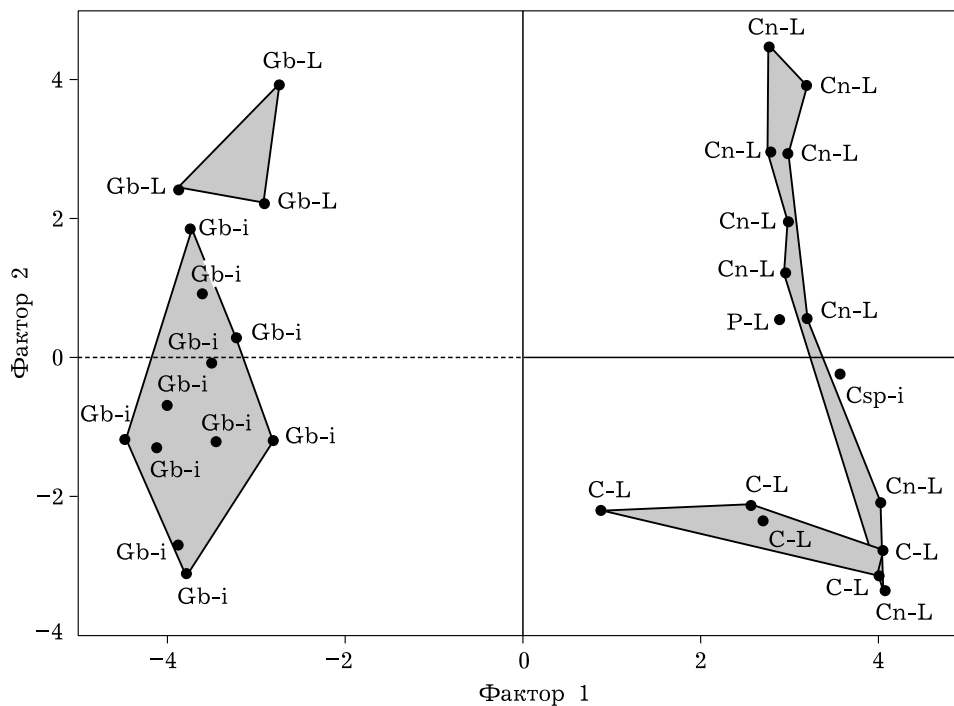 Cn-L
4
Gb-L
Cn-L
Cn-L
Cn-L
Gb-L
Gb-L
2
Gb-i
Cn-L
Gb-i
Cn-L
Фактор 2
Gb-i
P-L
Cn-L
Gb-i
0
Gb-i
Csp-i
Gb-i
Gb-i
Gb-i
Gb-i
−2
C-L
C-L
Cn-L
C-L
C-L
Gb-i
C-L
Gb-i
Cn-L
−4
−4
−2
0
2
4
Фактор 1